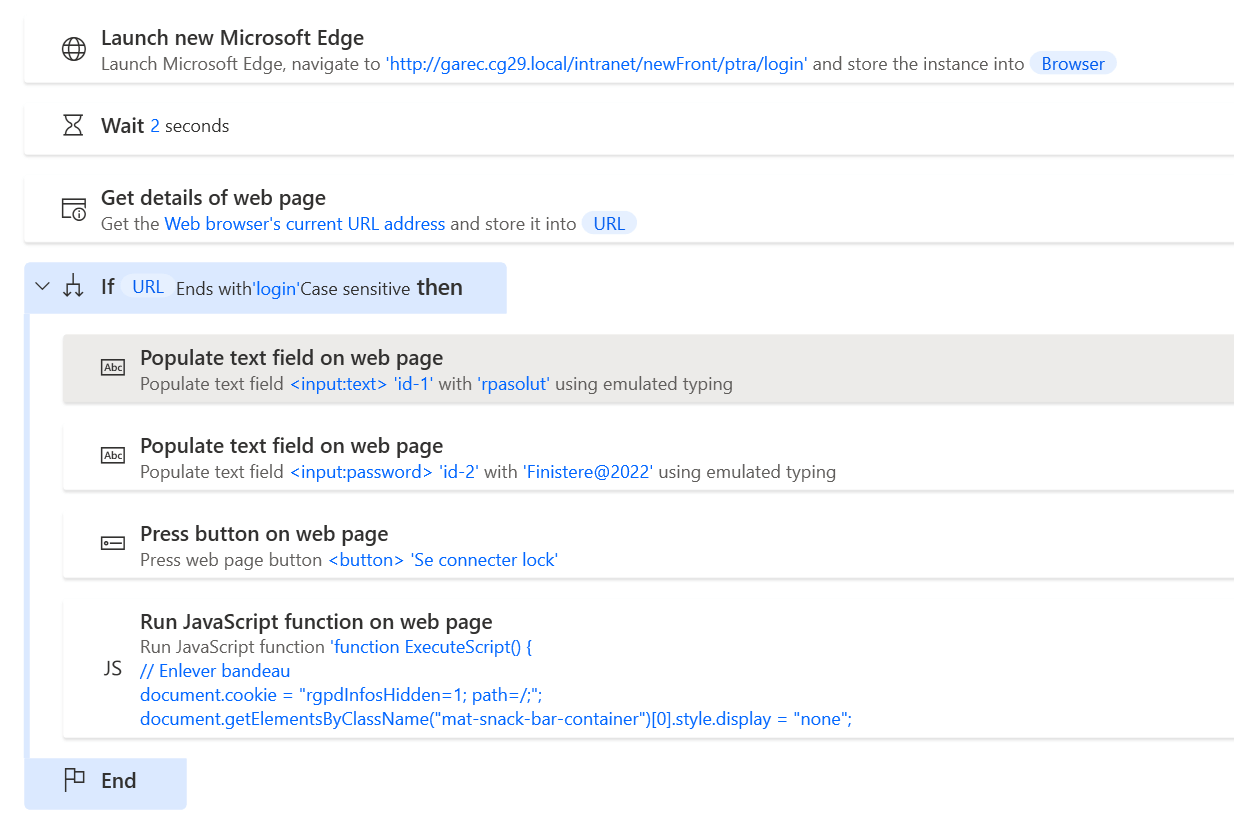 Launch new Microsoft Edge
Launch Microsoft Edge, navigate to 'http://garec.cg29.local/intranet/newFront/ptra/login' and store the instance into Browser
Wait 2 seconds
Get details of web page
Get the Web browser's current URL address and store it into URL
If URL Ends with'login'Case sensitive then
Abc
Populate text field on web page
Populate text field <input:text> 'id-1' with 'rpasolut' using emulated typing
Abc
Populate text field on web page
Populate text field <input:password> 'id-2' with 'Finistere@2022' using emulated typing
Press button on web page
Press web page button <button> 'Se connecter lock'
JS
Run JavaScript function on web page
Run JavaScript function 'function ExecuteScript() {
// Enlever bandeau
document.cookie = "rgpdInfosHidden=1; path=/;";
document.getElementsByClassName("mat-snack-bar-container")[0].style.display = "none";
End